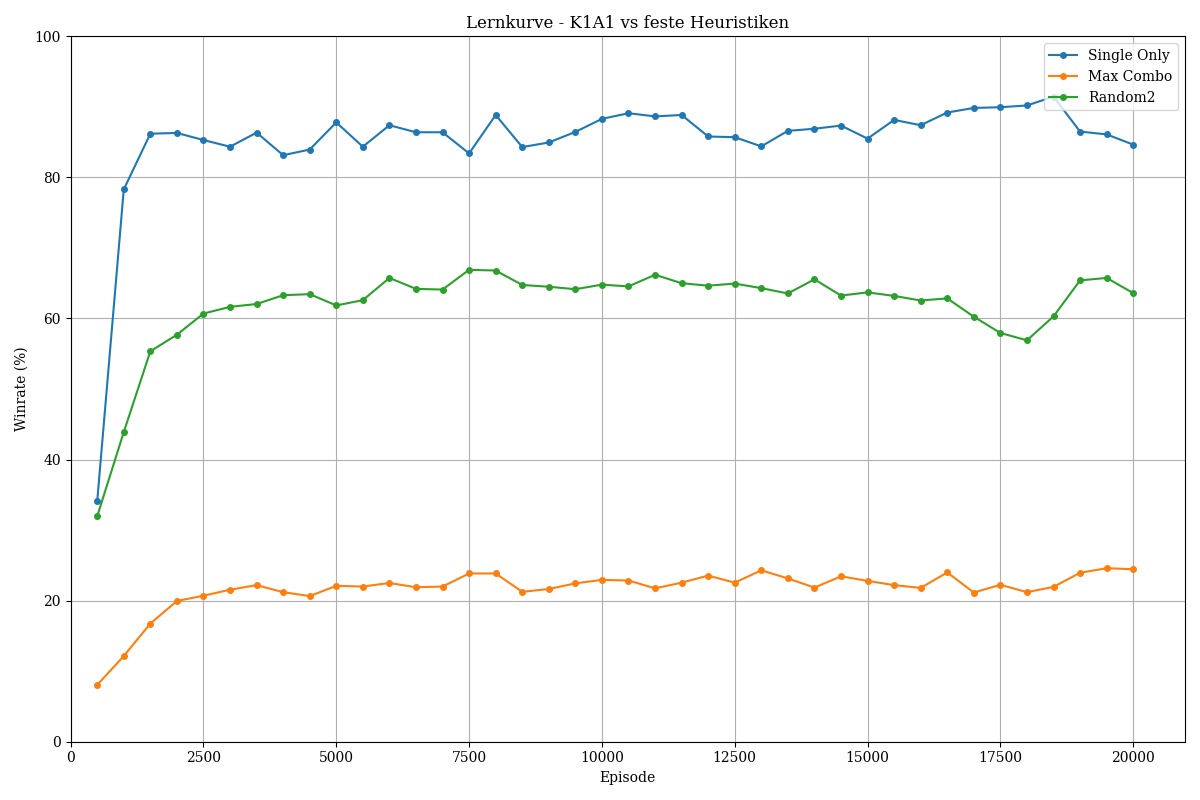 Lernkurve - K1A1 vs feste Heuristiken
100
80
60
40
20
0
Winrate (%)
Single Only
Max Combo
Random2
0 2500 5000 7500 10000 12500 15000 17500 20000
Episode